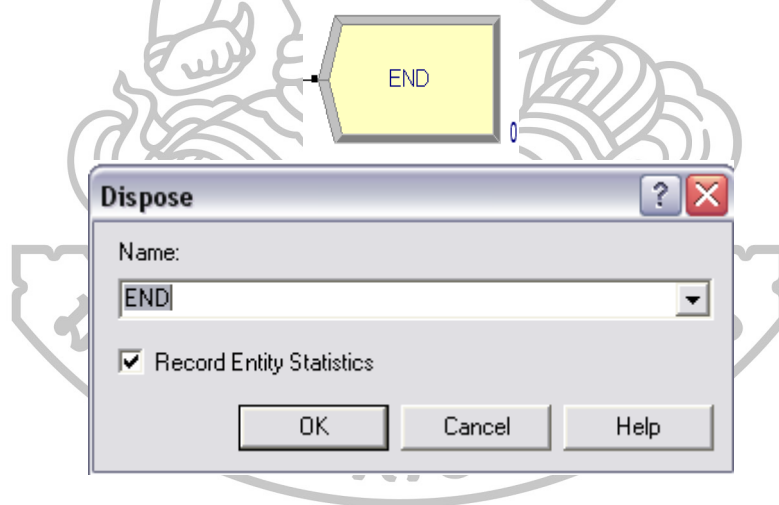 END
0
Dispose
?
Name:
END
Record Entity Statistics
OK Cancel Help